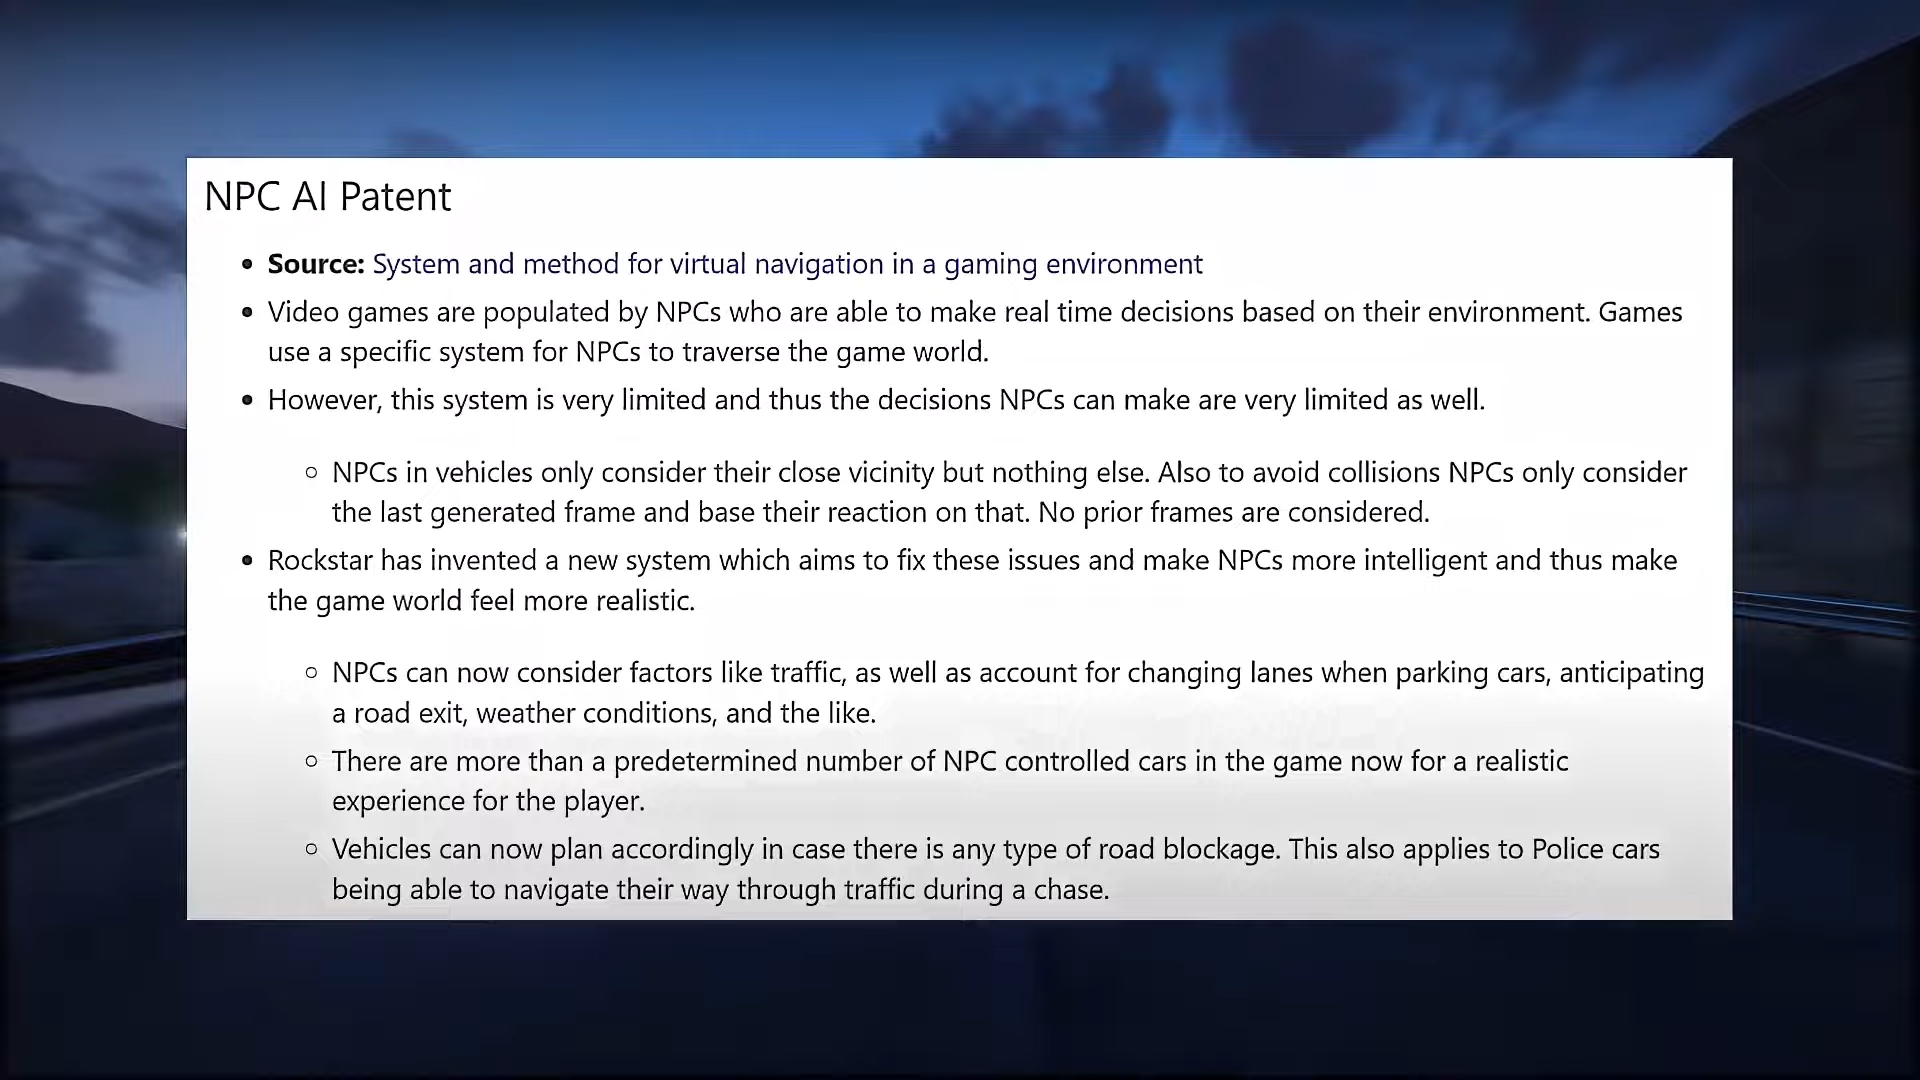 NPC AI Patent
• Source: System and method for virtual navigation in a gaming environment
• Video games are populated by NPCs who are able to make real time decisions based on their environment. Games
use a specific system for NPCs to traverse the game world.
• However, this system is very limited and thus the decisions NPCs can make are very limited as well.
○ NPCs in vehicles only consider their close vicinity but nothing else. Also to avoid collisions NPCs only consider
the last generated frame and base their reaction on that. No prior frames are considered.
• Rockstar has invented a new system which aims to fix these issues and make NPCs more intelligent and thus make
the game world feel more realistic.
○ NPCs can now consider factors like traffic, as well as account for changing lanes when parking cars, anticipating
a road exit, weather conditions, and the like.
○ There are more than a predetermined number of NPC controlled cars in the game now for a realistic
experience for the player.
○ Vehicles can now plan accordingly in case there is any type of road blockage. This also applies to Police cars
being able to navigate their way through traffic during a chase.